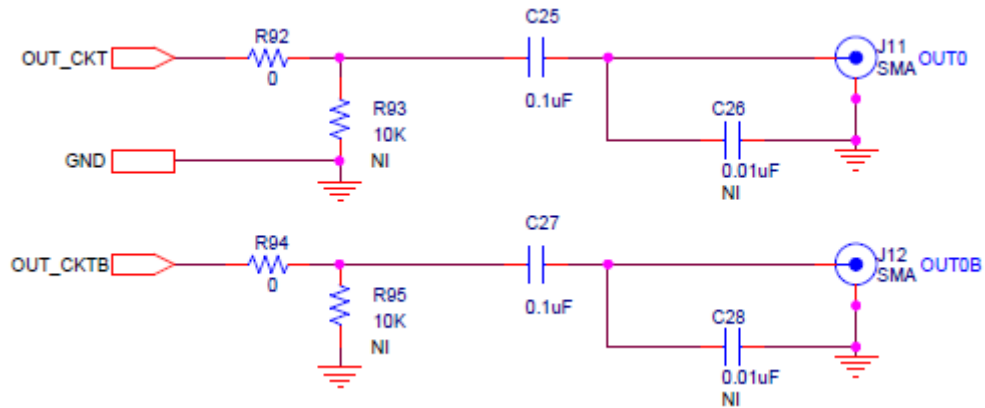 C25
R92
OUT_CKT
0
J11
OUT0
SMA
0.1uF
R93
10K
NI
C26
0.01uF
NI
GND
C27
R94
OUT_CKTB
0
J12
OUT0B
SMA
R95
10K
NI
0.1uF
C28
0.01uF
NI